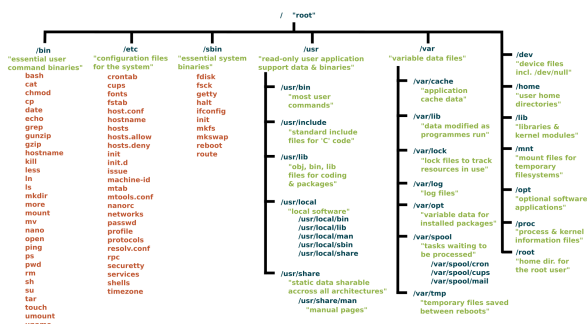 / "root"
/bin
"essential user
command binaries"
bash
cat
chmod
cp
date
echo
grep
gunzip
gzip
hostname
kill
less
ln
ls
mkdir
more
mount
mv
nano
open
ping
ps
pwd
rm
sh
su
tar
touch
umount
/etc
"configuration files
for the system"
crontab
cups
fonts
fstab
host.conf
hostname
hosts
hosts.allow
hosts.deny
init
init.d
issue
machine-id
mtab
mtools.conf
nanorc
networks
passwd
profile
protocols
resolv.conf
rpc
securetty
services
shells
timezone
/sbin
"essential system
binaries"
fdisk
fsck
getty
halt
ifconfig
init
mkfs
mkswap
reboot
route
/usr
"read-only user application
support data & binaries"
/usr/bin
"most user
commands"
/usr/include
"standard include
files for 'C' code"
/usr/lib
"obj, bin, lib
files for coding
& packages"
/usr/local
"local software"
/usr/local/bin
/usr/local/lib
/usr/local/man
/usr/local/sbin
/usr/local/share
/usr/share
"static data sharable
accross all architectures"
/usr/share/man
"manual pages"
/var
"variable data files"
/var/cache
"application
cache data"
/var/lib
"data modified as
programmes run"
/var/lock
"lock files to track
resources in use"
/var/log
"log files"
/var/opt
"variable data for
installed packages"
/var/spool
"tasks waiting to
be processed"
/var/spool/cron
/var/spool/cups
/var/spool/mail
/var/tmp
"temporary files saved
between reboots"
/dev
"device files
incl. /dev/null"
/home
"user home
directories"
/lib
"libraries &
kernel modules"
/mnt
"mount files for
temporary
filesystems"
/opt
"optional software
applications"
/proc
"process & kernel
information files"
/root
"home dir. for
the root user"